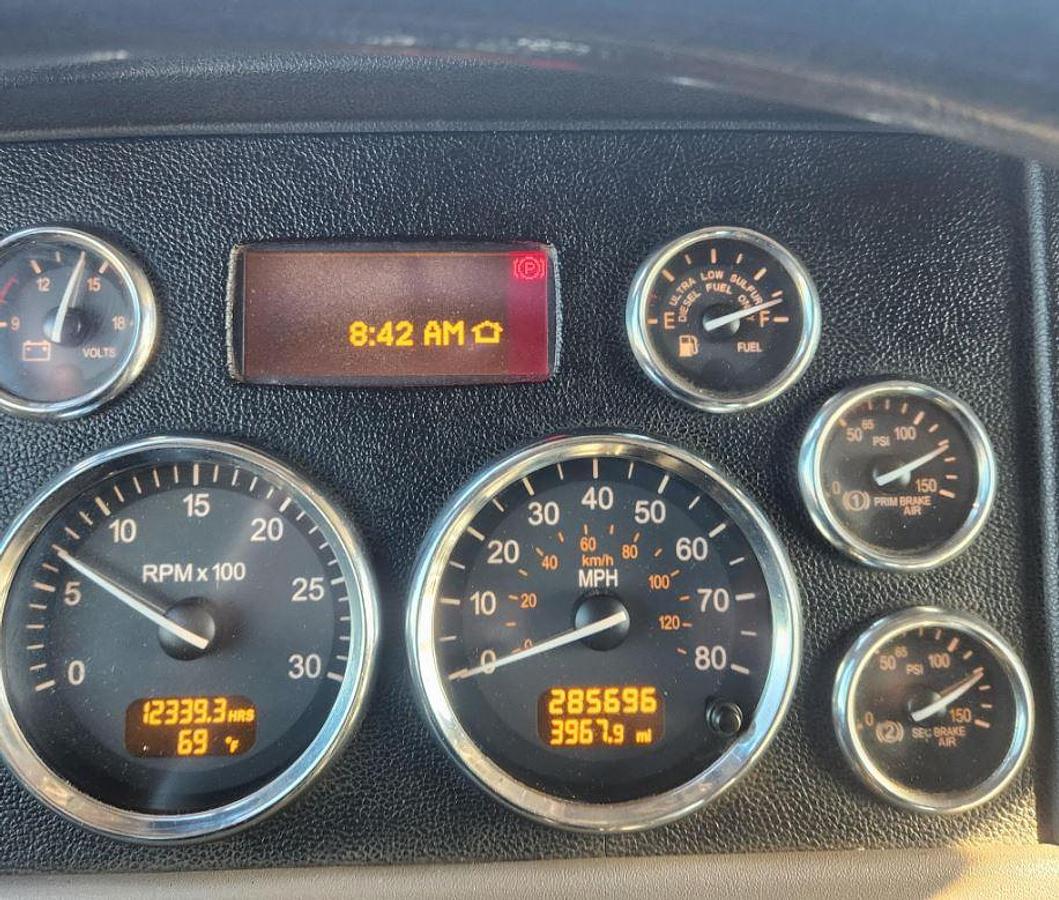 12 15
9 18
VOLTS
8:42 AM
P
ULTRA LOW SULFUR
DIESEL FUEL ONLY
E F
FUEL
0 5 10 15 20 25 30
RPM x 100
12339.3 HRS
69 °F
0 10 20 30 40 50 60 70 80
0 20 40 60 80 100 120
km/h
MPH
285696
3967.9 mi
0 50 65 100 150
PSI
(1) PRIM BRAKE
AIR
0 50 65 100 150
PSI
(2) SEC BRAKE
AIR